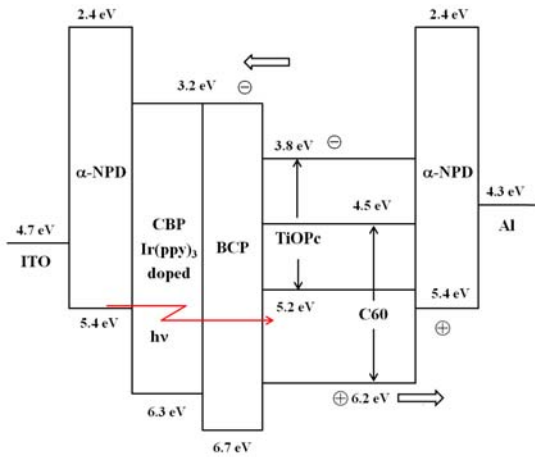 2.4 eV
2.4 eV
3.2 eV
⊖
3.8 eV
⊖
α-NPD
α-NPD
4.3 eV
4.5 eV
Al
4.7 eV
ITO
CBP
Ir(ppy)₃
doped
BCP
TiOPc
5.2 eV
C60
5.4 eV
5.4 eV
hν
⊕
6.3 eV
⊕ 6.2 eV
6.7 eV